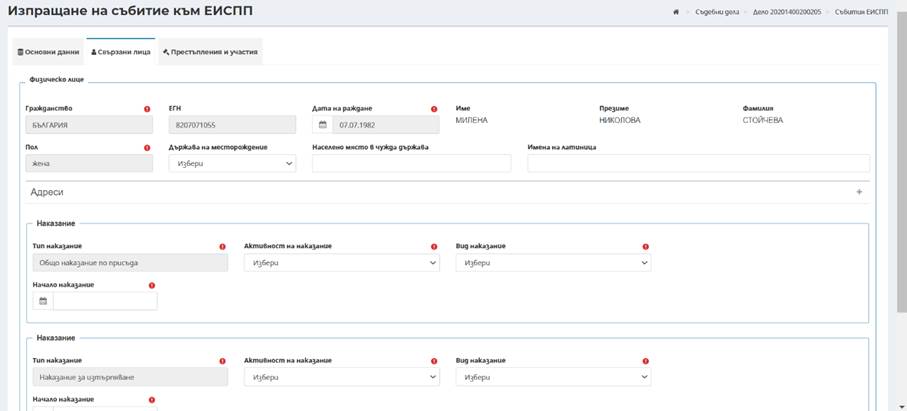 Изпращане на събитие към ЕИСПП
Съдебни дела
Дело 20201400200205
Събития ЕИСПП
Основни данни
Свързани лица
Престъпления и участия
Физическо лице
Гражданство
ЕГН
Дата на раждане
Име
Презиме
Фамилия
БЪЛГАРИЯ
8207071055
07.07.1982
МИЛЕНА
НИКОЛОВА
СТОЙЧЕВА
Пол
Държава на месторождение
Населено място в чужда държава
Имена на латиница
жена
Избери
Адреси
Наказание
Тип наказание
Активност на наказание
Вид наказание
Общо наказание по присъда
Избери
Избери
Начало наказание
Наказание
Тип наказание
Активност на наказание
Вид наказание
Наказание за изтърпяване
Избери
Избери
Начало наказание